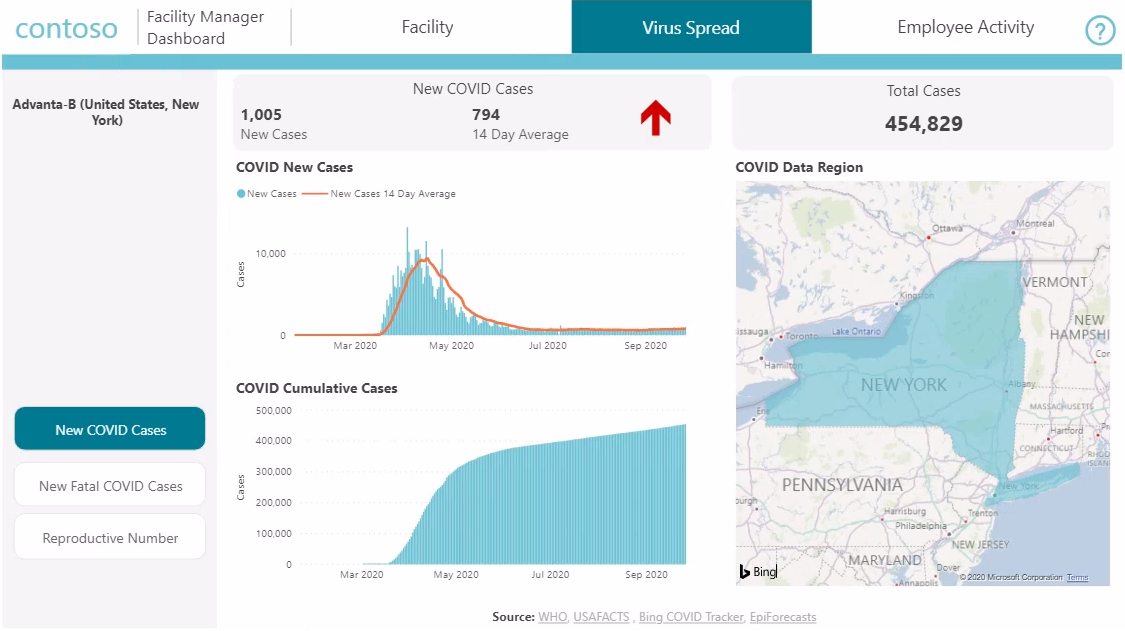 contoso
Facility Manager
Dashboard
Facility
Virus Spread
Employee Activity
?
Advanta-B (United States, New
York)
New COVID Cases
New Fatal COVID Cases
Reproductive Number
New COVID Cases
1,005
New Cases
794
14 Day Average
Total Cases
454,829
COVID New Cases
New Cases
New Cases 14 Day Average
Cases
10,000
0
Mar 2020
May 2020
Jul 2020
Sep 2020
COVID Cumulative Cases
Cases
500,000
400,000
300,000
200,000
100,000
0
Mar 2020
May 2020
Jul 2020
Sep 2020
COVID Data Region
Ottawa
Montreal
VERMONT
Kingston
NEW
HAMPSHI
issauga
Toronto
Lake Ontario
Con
Hamilton
NEW YORK
Albany
MASSACHUSETTS
Erie
Hartford
Pr
CONNECTICUT
RHOD
ISLAN
PENNSYLVANIA
New York
burgh
Harrisburg
Trenton
Philadelphia
NEW JERSEY
MARYLAND
Dover
Annapolis
Bing
© 2020 Microsoft Corporation Terms
Source: WHO, USAFACTS , Bing COVID Tracker, EpiForecasts